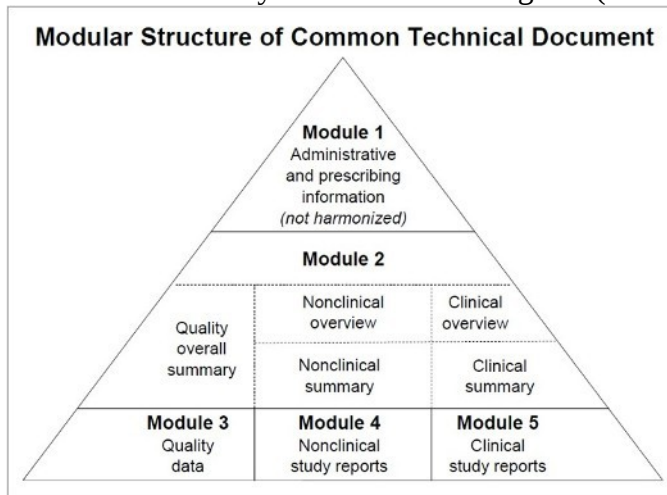 Modular Structure of Common Technical Document
Module 1
Administrative
and prescribing
information
(not harmonized)
Module 2
Quality
overall
summary
Nonclinical
overview
Clinical
overview
Nonclinical
summary
Clinical
summary
Module 3
Quality
data
Module 4
Nonclinical
study reports
Module 5
Clinical
study reports